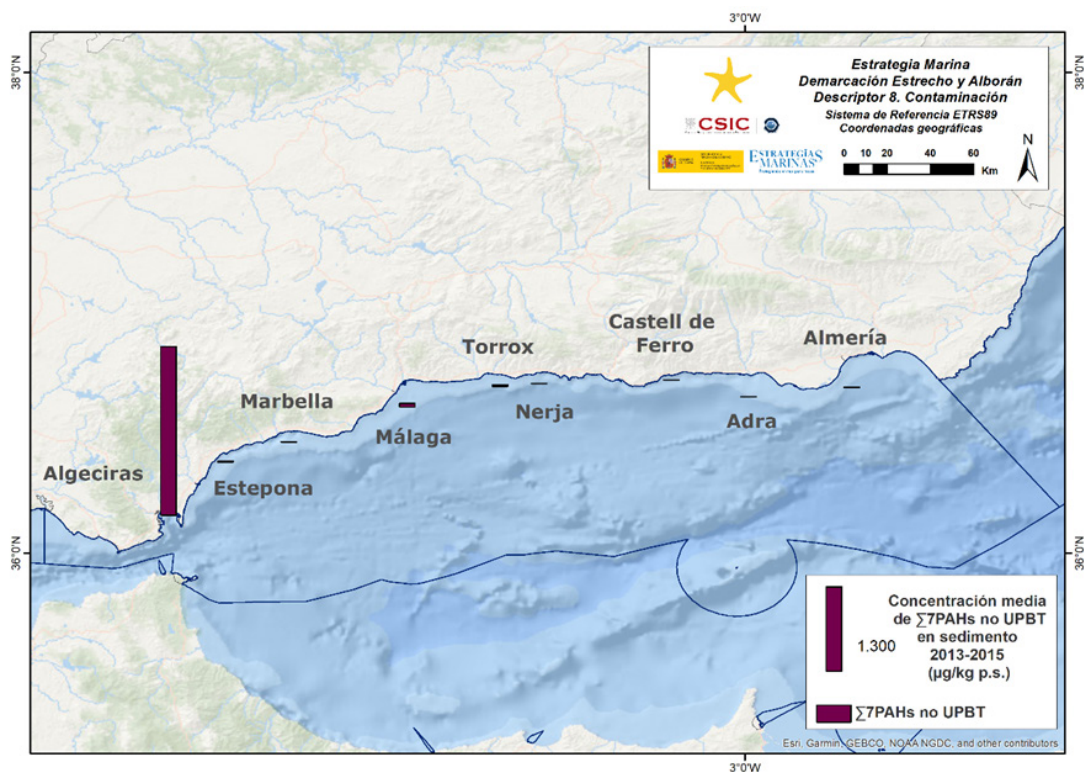 3°0'W
38°0'N
38°0'N
Estrategia Marina
Demarcación Estrecho y Alborán
Descriptor 8. Contaminación
Sistema de Referencia ETRS89
Coordenadas geográficas
CSIC
ESTRATEGIAS
MARINAS
N
0 10 20 40 60
Km
Castell de
Ferro
Almería
Torrox
Marbella
Nerja
Adra
Málaga
Algeciras
Estepona
36°0'N
36°0'N
Concentración media
de ∑7PAHs no UPBT
en sedimento
2013-2015
(µg/kg p.s.)
1.300
∑7PAHs no UPBT
Esri, Garmin, GEBCO, NOAA NGDC, and other contributors
3°0'W